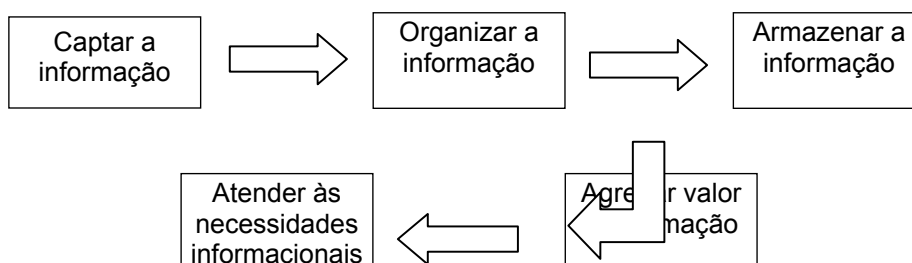 Captar a
informação
Organizar a
informação
Armazenar a
informação
Atender às
necessidades
informacionais
valor